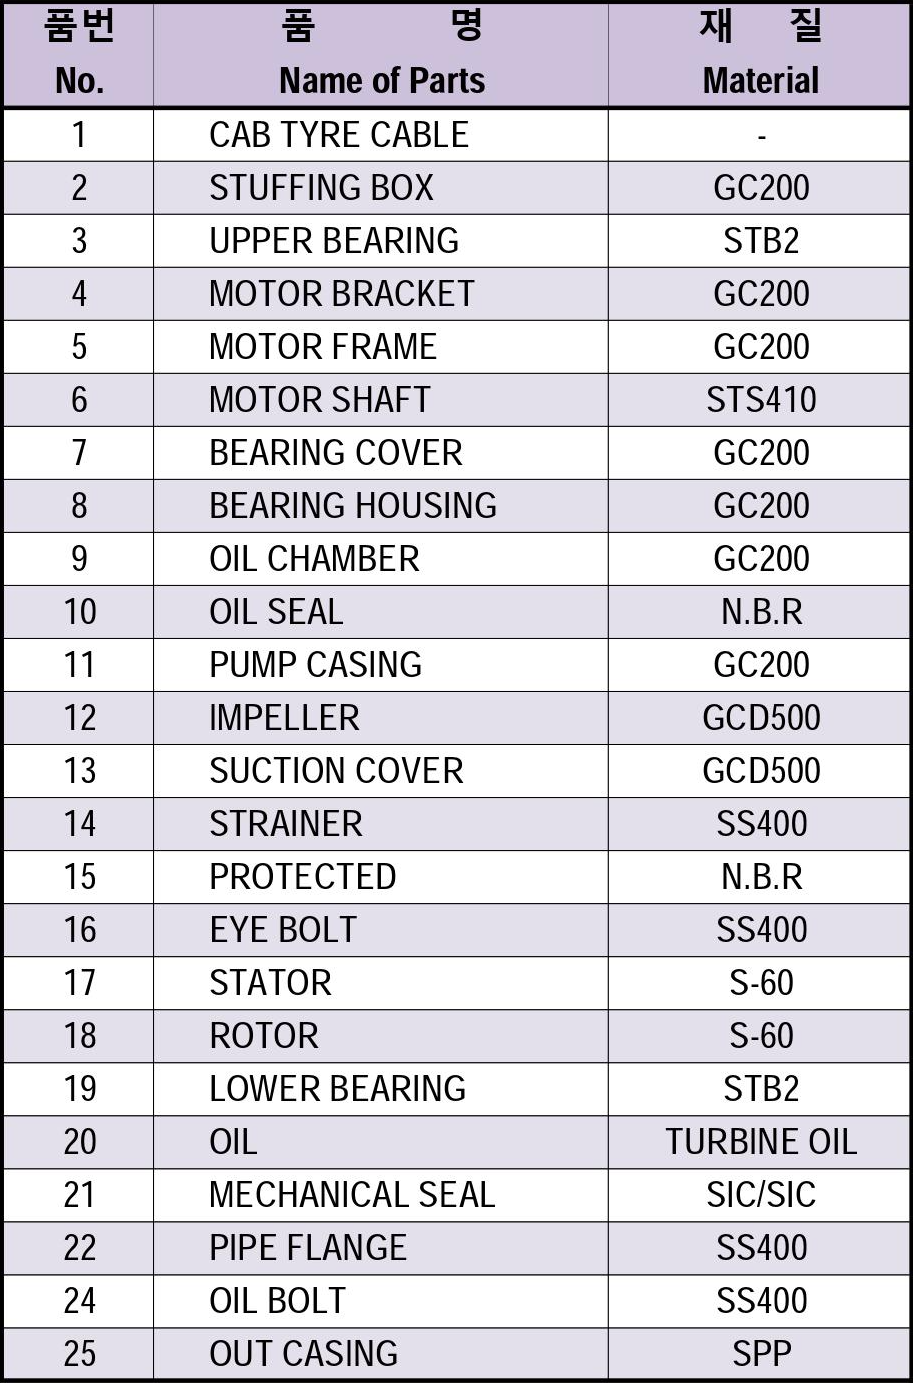 품번 품 명 재 질
No. Name of Parts Material
1 CAB TYRE CABLE -
2 STUFFING BOX GC200
3 UPPER BEARING STB2
4 MOTOR BRACKET GC200
5 MOTOR FRAME GC200
6 MOTOR SHAFT STS410
7 BEARING COVER GC200
8 BEARING HOUSING GC200
9 OIL CHAMBER GC200
10 OIL SEAL N.B.R
11 PUMP CASING GC200
12 IMPELLER GCD500
13 SUCTION COVER GCD500
14 STRAINER SS400
15 PROTECTED N.B.R
16 EYE BOLT SS400
17 STATOR S-60
18 ROTOR S-60
19 LOWER BEARING STB2
20 OIL TURBINE OIL
21 MECHANICAL SEAL SIC/SIC
22 PIPE FLANGE SS400
24 OIL BOLT SS400
25 OUT CASING SPP